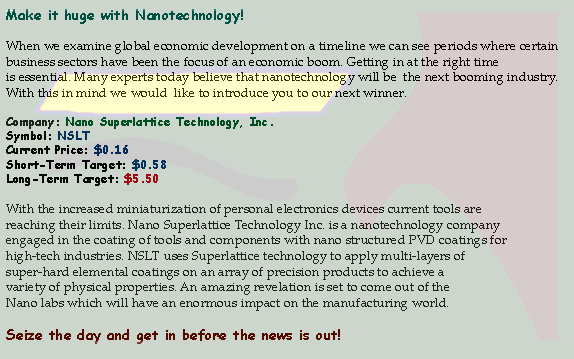 Make it huge with Nanotechnology!
When we examine global economic development on a timeline we can see periods where certain
business sectors have been the focus of an economic boom. Getting in at the right time
is essential. Many experts today believe that nanotechnology will be the next booming industry.
With this in mind we would like to introduce you to our next winner.
Company: Nano Superlattice Technology, Inc.
Symbol: NSLT
Current Price: $0.16
Short-Term Target: $0.58
Long-Term Target: $5.50
With the increased miniaturization of personal electronics devices current tools are
reaching their limits. Nano Superlattice Technology Inc. is a nanotechnology company
engaged in the coating of tools and components with nano structured PVD coatings for
high-tech industries. NSLT uses Superlattice technology to apply multi-layers of
super-hard elemental coatings on an array of precision products to achieve a
variety of physical properties. An amazing revelation is set to come out of the
Nano labs which will have an enormous impact on the manufacturing world.
Seize the day and get in before the news is out!